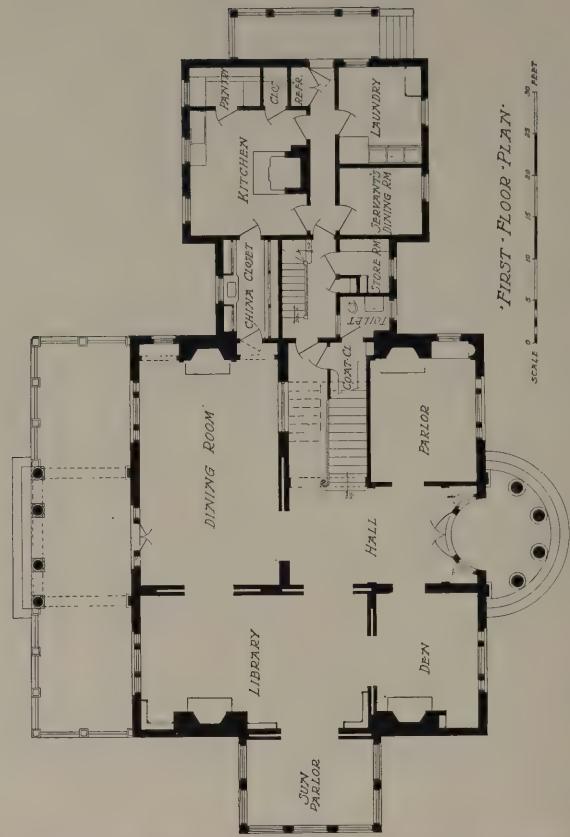 PANTRY
CLO.
REFR.
KITCHEN
LAUNDRY
SERVANT'S
DINING RM
CHINA CLOSET
STORE RM
TOILET
COAT-CL
DINING ROOM
PARLOR
HALL
LIBRARY
DEN
SUN
PARLOR
·FIRST·FLOOR·PLAN·
SCALE 0 5 10 15 20 25 30 FEET